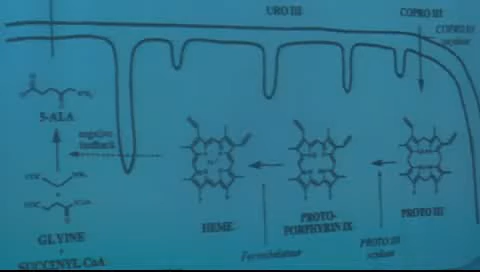 URO III
COPRO III
COPRO III
oxidase
5-ALA
negative
feedback
GLYINE
+
SUCCINYL CoA
HEME
Ferrochelatase
PROTO-
PORPHYRIN IX
PROTO III
oxidase
PROTO III